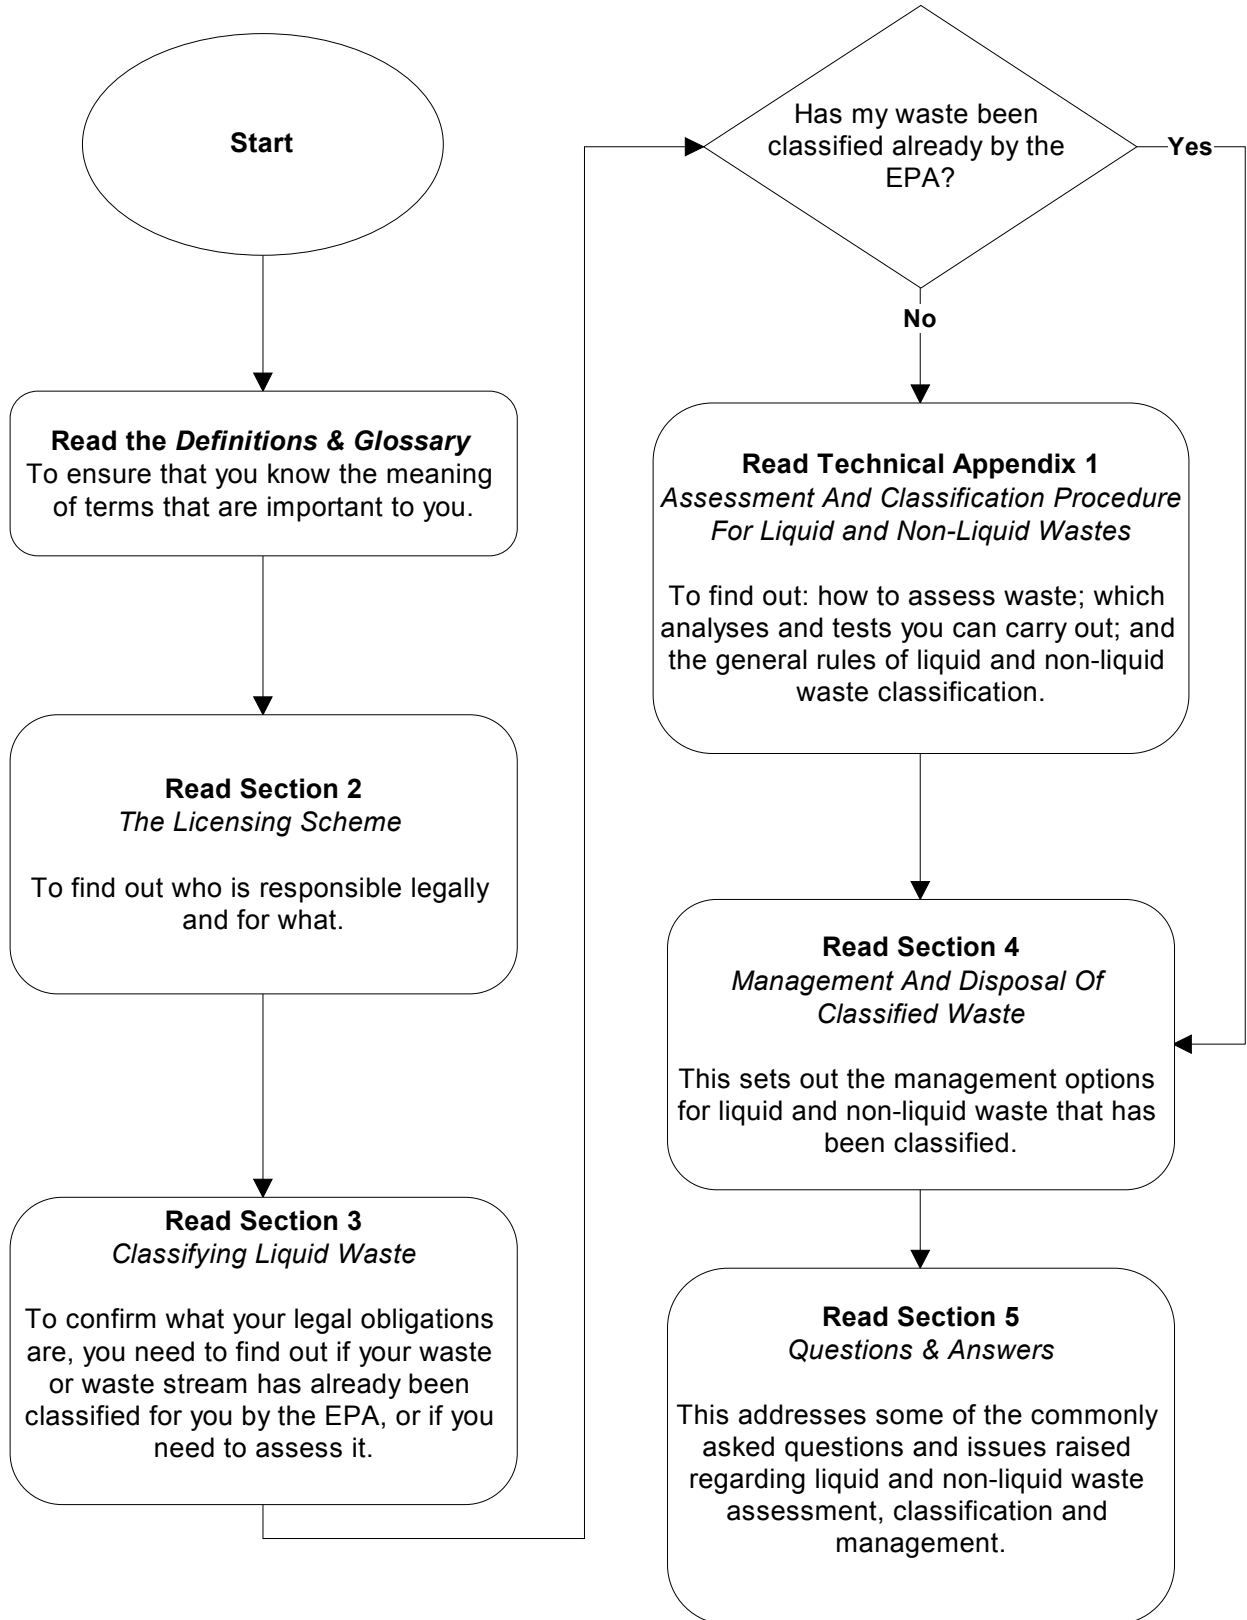 Start
Read the Definitions & Glossary
To ensure that you know the meaning
of terms that are important to you.
Read Section 2
The Licensing Scheme
To find out who is responsible legally
and for what.
Read Section 3
Classifying Liquid Waste
To confirm what your legal obligations
are, you need to find out if your waste
or waste stream has already been
classified for you by the EPA, or if you
need to assess it.
Has my waste been
classified already by the
EPA?
Yes
No
Read Technical Appendix 1
Assessment And Classification Procedure
For Liquid and Non-Liquid Wastes
To find out: how to assess waste; which
analyses and tests you can carry out; and
the general rules of liquid and non-liquid
waste classification.
Read Section 4
Management And Disposal Of
Classified Waste
This sets out the management options
for liquid and non-liquid waste that has
been classified.
Read Section 5
Questions & Answers
This addresses some of the commonly
asked questions and issues raised
regarding liquid and non-liquid waste
assessment, classification and
management.